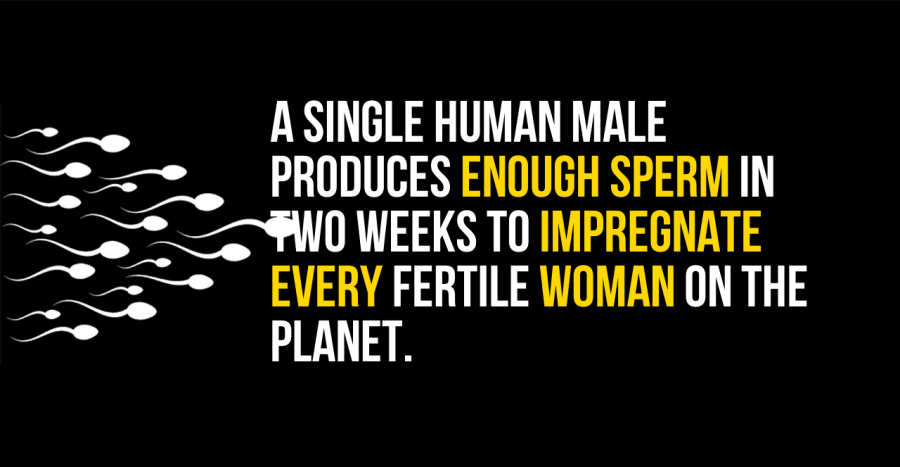 A SINGLE HUMAN MALE
PRODUCES ENOUGH SPERM IN
TWO WEEKS TO IMPREGNATE
EVERY FERTILE WOMAN ON THE
PLANET.